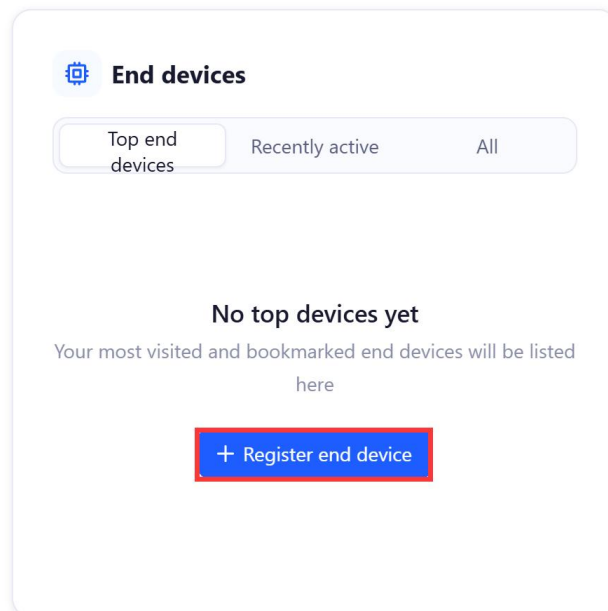 End devices
Top end
devices
Recently active
All
No top devices yet
Your most visited and bookmarked end devices will be listed
here
+ Register end device